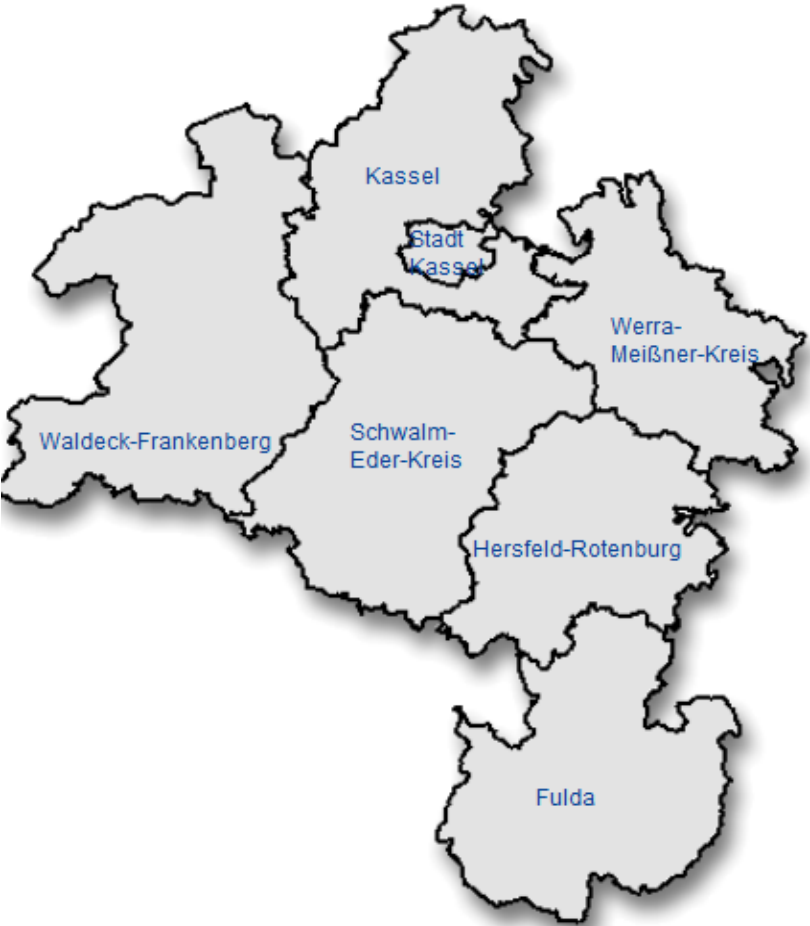 Kassel
Stadt
Kassel
Werra-
Meißner-Kreis
Waldeck-Frankenberg
Schwalm-
Eder-Kreis
Hersfeld-Rotenburg
Fulda